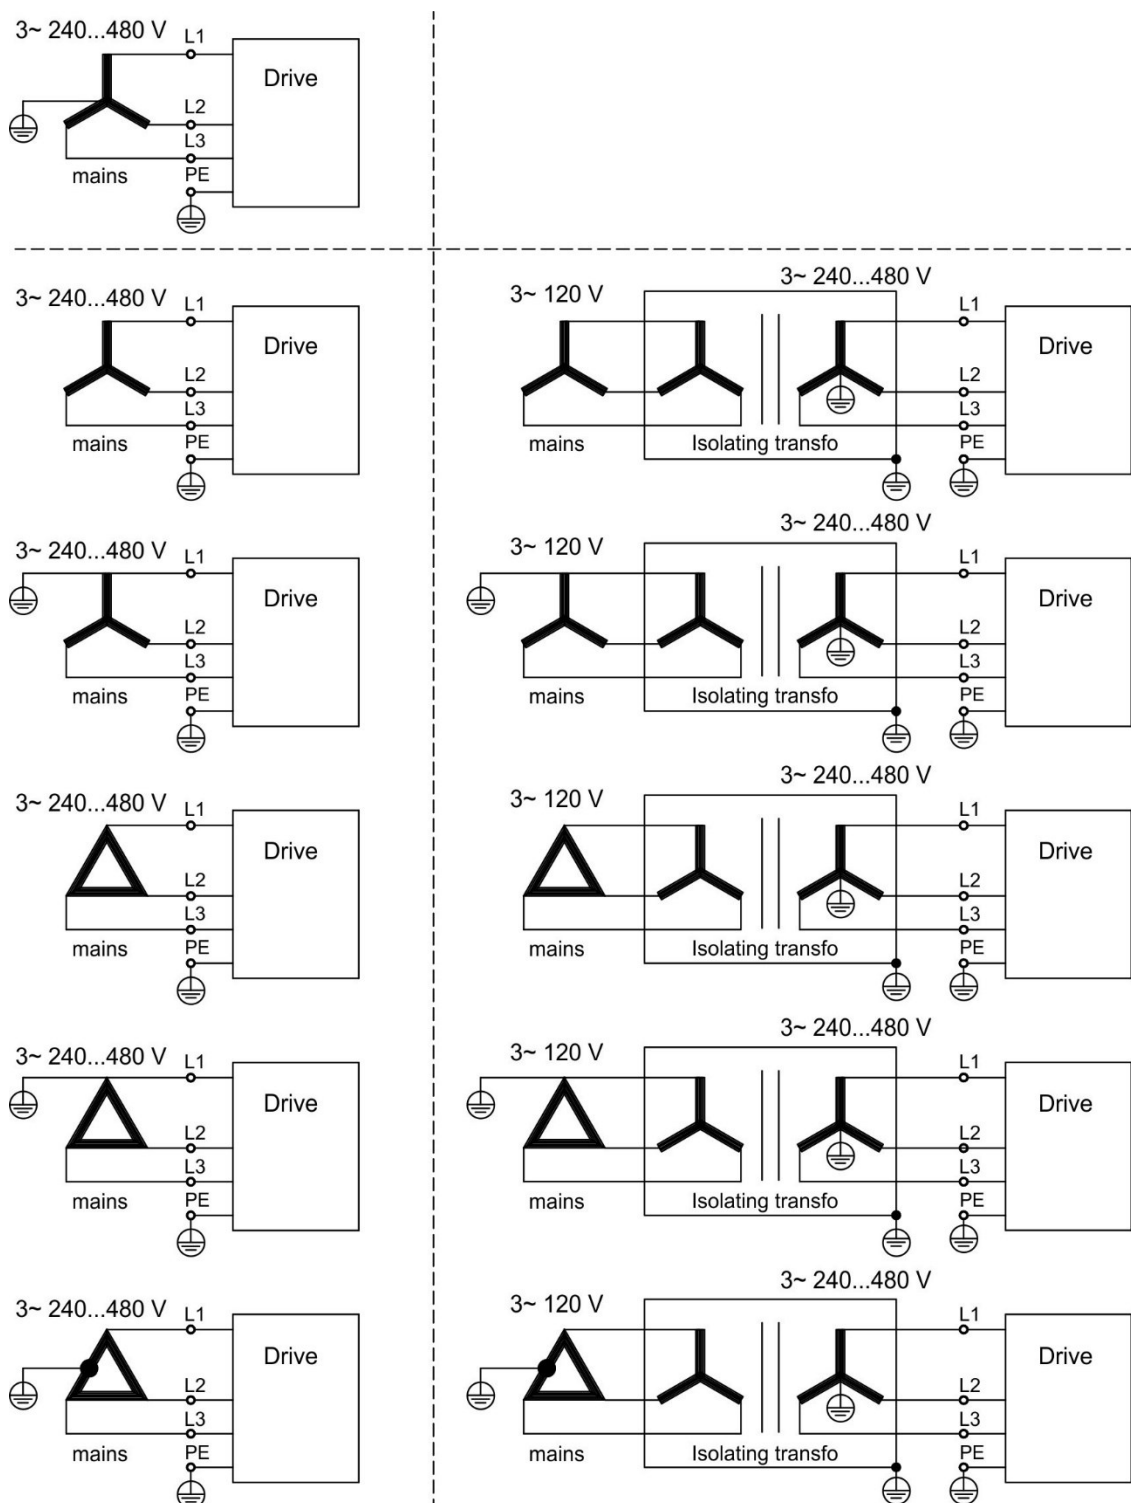 3~ 240...480 V
L1
Drive
L2
L3
mains
PE
3~ 240...480 V
L1
Drive
L2
L3
mains
PE
3~ 120 V
3~ 240...480 V
L1
Drive
L2
L3
mains
Isolating transfo
PE
3~ 240...480 V
L1
Drive
L2
L3
mains
PE
3~ 120 V
3~ 240...480 V
L1
Drive
L2
L3
mains
Isolating transfo
PE
3~ 240...480 V
L1
Drive
L2
L3
mains
PE
3~ 120 V
3~ 240...480 V
L1
Drive
L2
L3
mains
Isolating transfo
PE
3~ 240...480 V
L1
Drive
L2
L3
mains
PE
3~ 120 V
3~ 240...480 V
L1
Drive
L2
L3
mains
Isolating transfo
PE
3~ 240...480 V
L1
Drive
L2
L3
mains
PE
3~ 120 V
3~ 240...480 V
L1
Drive
L2
L3
mains
Isolating transfo
PE